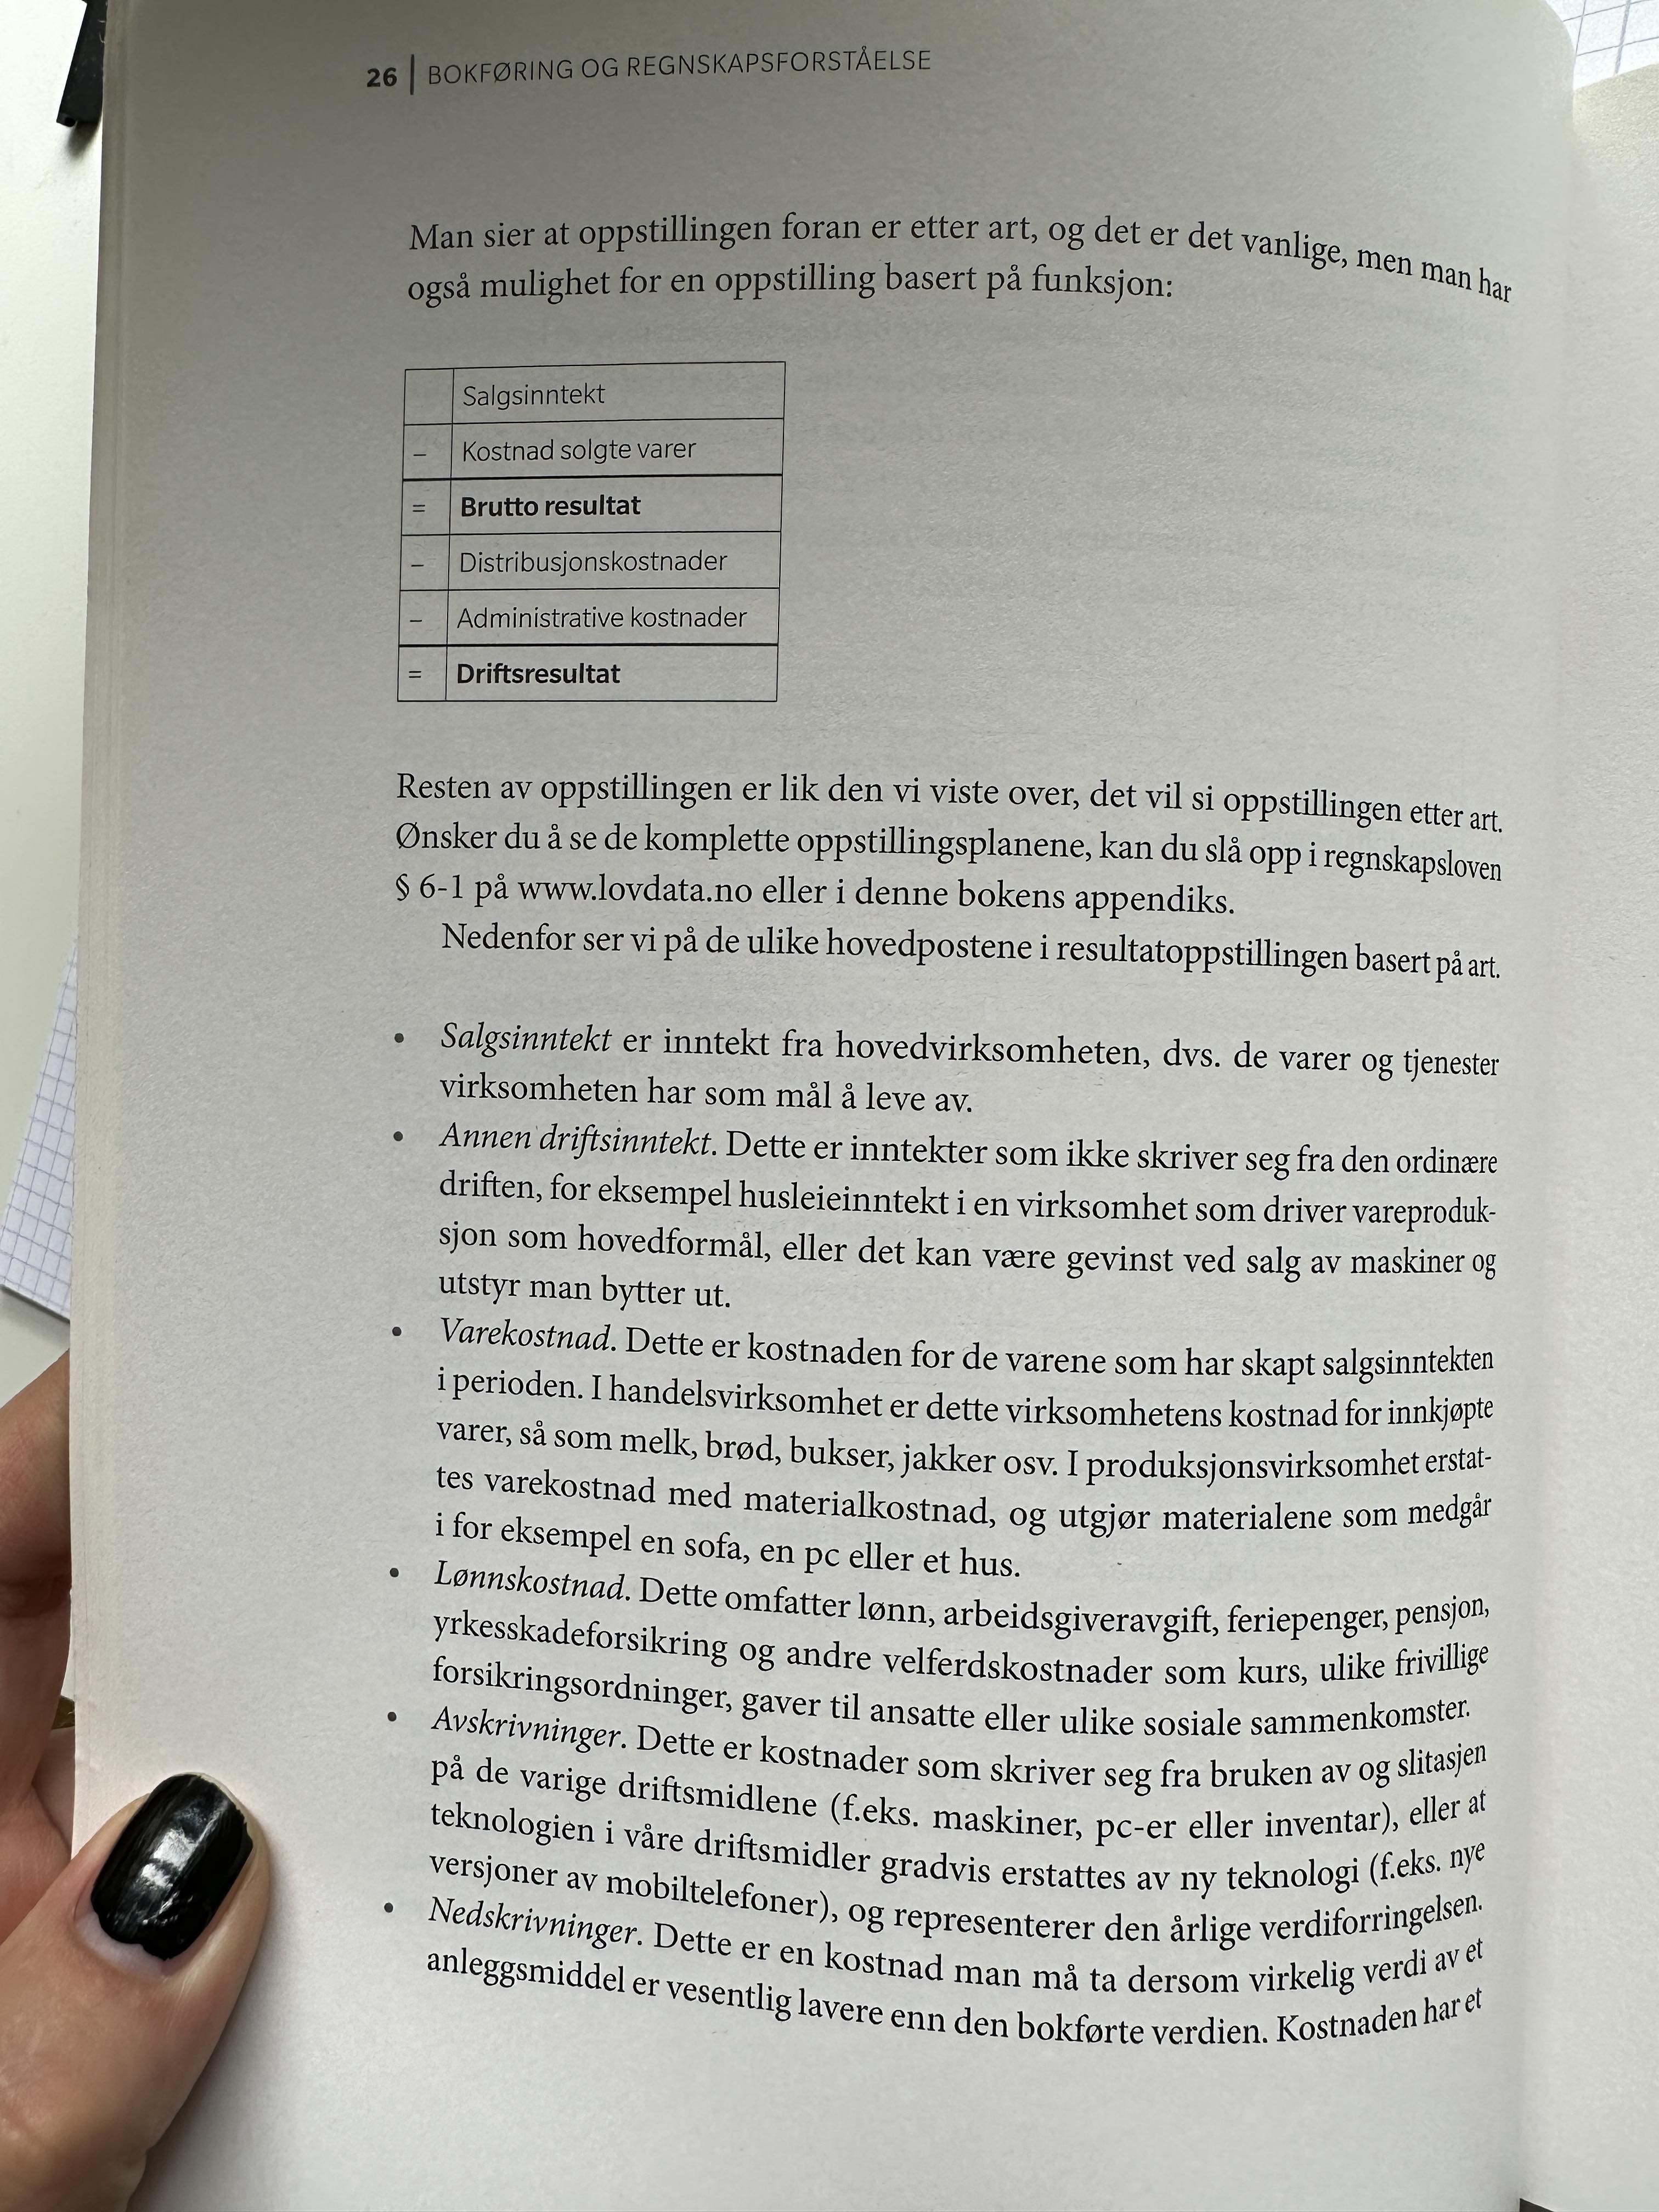 26 | BOKFØRING OG REGNSKAPSFORSTÅELSE
Man sier at oppstillingen foran er etter art, og det er det vanlige, men man har
også mulighet for en oppstilling basert på funksjon:
Salgsinntekt
– Kostnad solgte varer
= Brutto resultat
– Distribusjonskostnader
– Administrative kostnader
= Driftsresultat
Resten av oppstillingen er lik den vi viste over, det vil si oppstillingen etter art.
Ønsker du å se de komplette oppstillingsplanene, kan du slå opp i regnskapsloven
§ 6-1 på www.lovdata.no eller i denne bokens appendiks.
Nedenfor ser vi på de ulike hovedpostene i resultatoppstillingen basert på art.
• Salgsinntekt er inntekt fra hovedvirksomheten, dvs. de varer og tjenester
virksomheten har som mål å leve av.
• Annen driftsinntekt. Dette er inntekter som ikke skriver seg fra den ordinære
driften, for eksempel husleieinntekt i en virksomhet som driver vareproduk-
sjon som hovedformål, eller det kan være gevinst ved salg av maskiner og
utstyr man bytter ut.
• Varekostnad. Dette er kostnaden for de varene som har skapt salgsinntekten
i perioden. I handelsvirksomhet er dette virksomhetens kostnad for innkjøpte
varer, så som melk, brød, bukser, jakker osv. I produksjonsvirksomhet erstat-
tes varekostnad med materialkostnad, og utgjør materialene som medgår
i for eksempel en sofa, en pc eller et hus.
• Lønnskostnad. Dette omfatter lønn, arbeidsgiveravgift, feriepenger, pensjon,
yrkesskadeforsikring og andre velferdskostnader som kurs, ulike frivillige
forsikringsordninger, gaver til ansatte eller ulike sosiale sammenkomster.
• Avskrivninger. Dette er kostnader som skriver seg fra bruken av og slitasjen
på de varige driftsmidlene (f.eks. maskiner, pc-er eller inventar), eller at
teknologien i våre driftsmidler gradvis erstattes av ny teknologi (f.eks. nye
versjoner av mobiltelefoner), og representerer den årlige verdiforringelsen.
• Nedskrivninger. Dette er en kostnad man må ta dersom virkelig verdi av et
anleggsmiddel er vesentlig lavere enn den bokførte verdien. Kostnaden har et